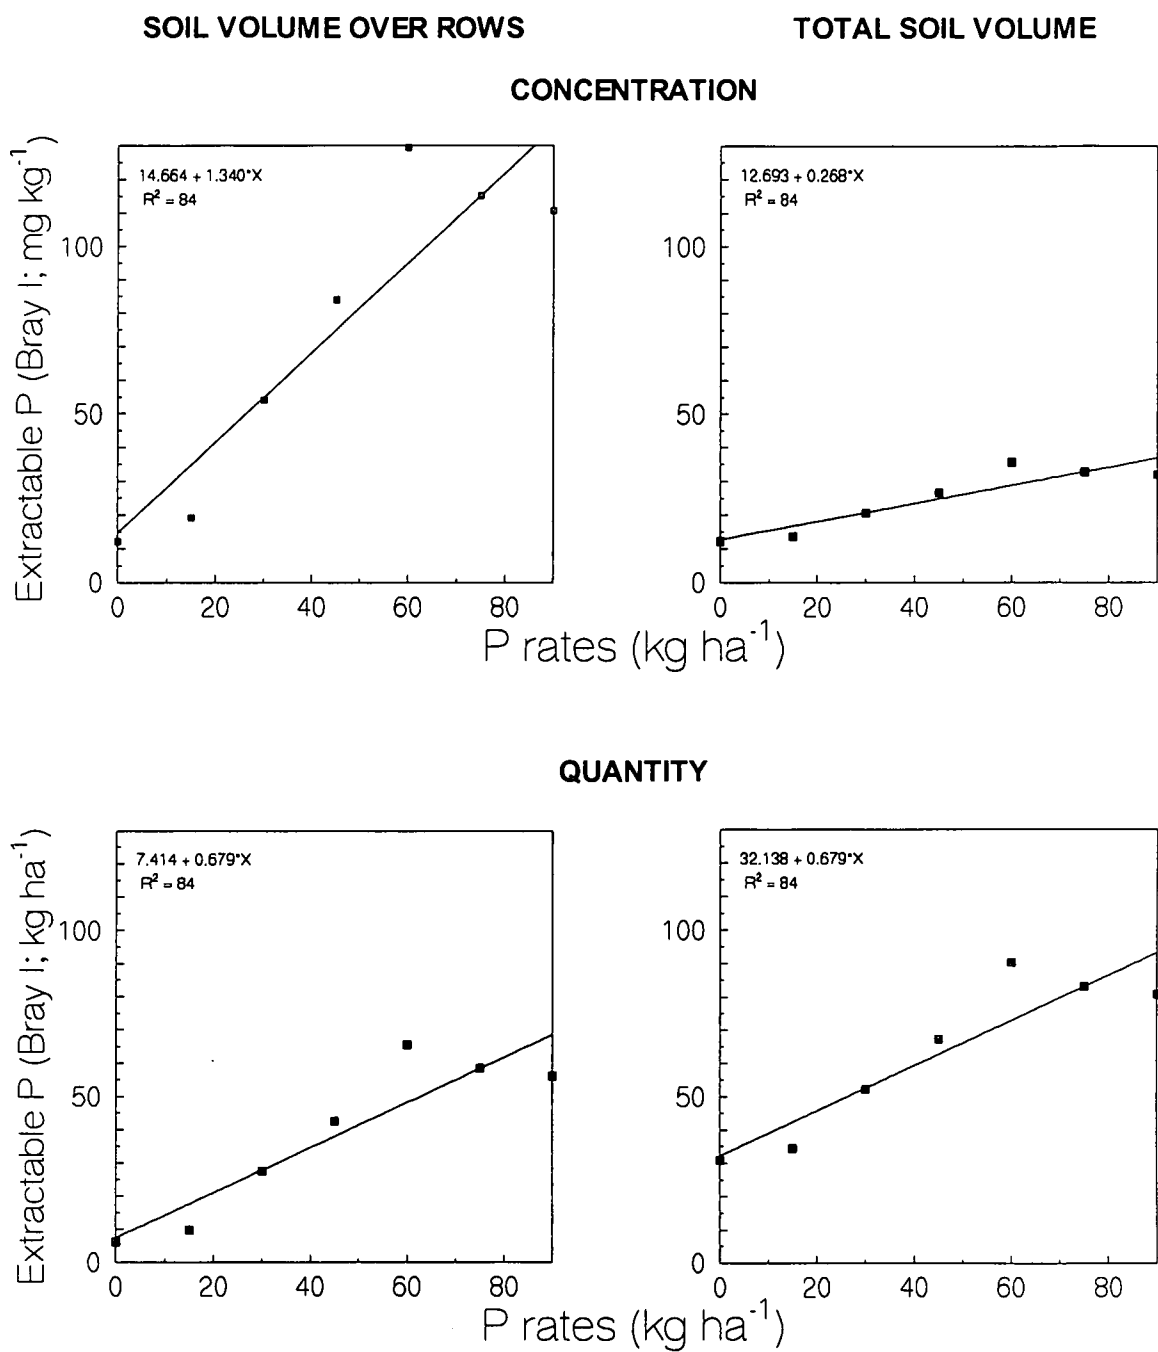 SOIL VOLUME OVER ROWS
TOTAL SOIL VOLUME
CONCENTRATION
Extractable P (Bray I; mg kg⁻¹)
14.664 + 1.340*X
R² = 84
100
50
0
0 20 40 60 80
12.693 + 0.268*X
R² = 84
100
50
0
0 20 40 60 80
P rates (kg ha⁻¹)
QUANTITY
Extractable P (Bray I; kg ha⁻¹)
7.414 + 0.679*X
R² = 84
100
50
0
0 20 40 60 80
32.138 + 0.679*X
R² = 84
100
50
0
0 20 40 60 80
P rates (kg ha⁻¹)